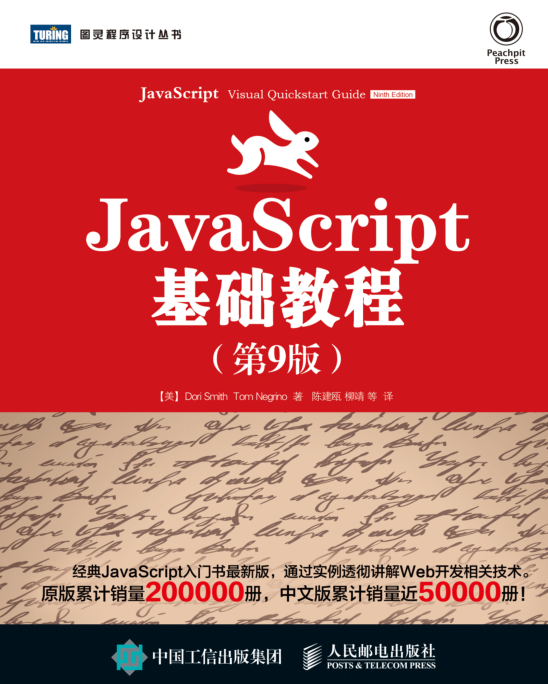 TURING 图灵程序设计丛书
Peachpit
Press
JavaScript Visual Quickstart Guide Ninth Edition
JavaScript
基础教程
（第9版）
【美】Dori Smith Tom Negrino 著 陈建瓯 柳靖 等 译
经典JavaScript入门书最新版，通过实例透彻讲解Web开发相关技术。
原版累计销量200000册，中文版累计销量近50000册！
中国工信出版集团
人民邮电出版社
POSTS & TELECOM PRESS